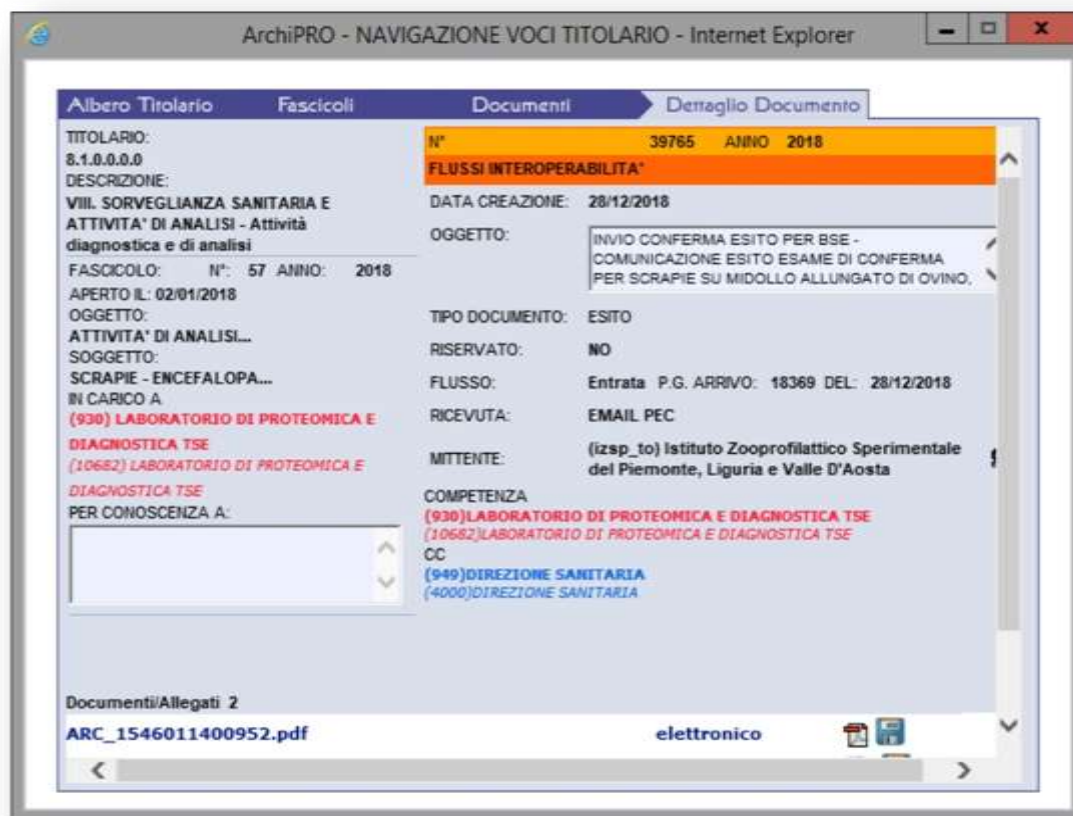 ArchiPRO - NAVIGAZIONE VOCI TITOLARIO - Internet Explorer
Albero Titolario Fascicoli Documenti Dettaglio Documento
TITOLARIO:
8.1.0.0.0.0
DESCRIZIONE:
VIII. SORVEGLIANZA SANITARIA E
ATTIVITA' DI ANALISI - Attività
diagnostica e di analisi
FASCICOLO: N°: 57 ANNO: 2018
APERTO IL: 02/01/2018
OGGETTO:
ATTIVITA' DI ANALISI...
SOGGETTO:
SCRAPIE - ENCEFALOPA...
IN CARICO A
(930) LABORATORIO DI PROTEOMICA E
DIAGNOSTICA TSE
(10682) LABORATORIO DI PROTEOMICA E
DIAGNOSTICA TSE
PER CONOSCENZA A:
N° 39765 ANNO 2018
FLUSSI INTEROPERABILITA'
DATA CREAZIONE: 28/12/2018
OGGETTO: INVIO CONFERMA ESITO PER BSE -
COMUNICAZIONE ESITO ESAME DI CONFERMA
PER SCRAPIE SU MIDOLLO ALLUNGATO DI OVINO,
TIPO DOCUMENTO: ESITO
RISERVATO: NO
FLUSSO: Entrata P.G. ARRIVO: 18369 DEL: 28/12/2018
RICEVUTA: EMAIL PEC
MITTENTE: (izsp_to) Istituto Zooprofilattico Sperimentale
del Piemonte, Liguria e Valle D'Aosta
COMPETENZA
(930)LABORATORIO DI PROTEOMICA E DIAGNOSTICA TSE
(10682)LABORATORIO DI PROTEOMICA E DIAGNOSTICA TSE
CC
(949)DIREZIONE SANITARIA
(4000)DIREZIONE SANITARIA
Documenti/Allegati 2
ARC_1546011400952.pdf elettronico